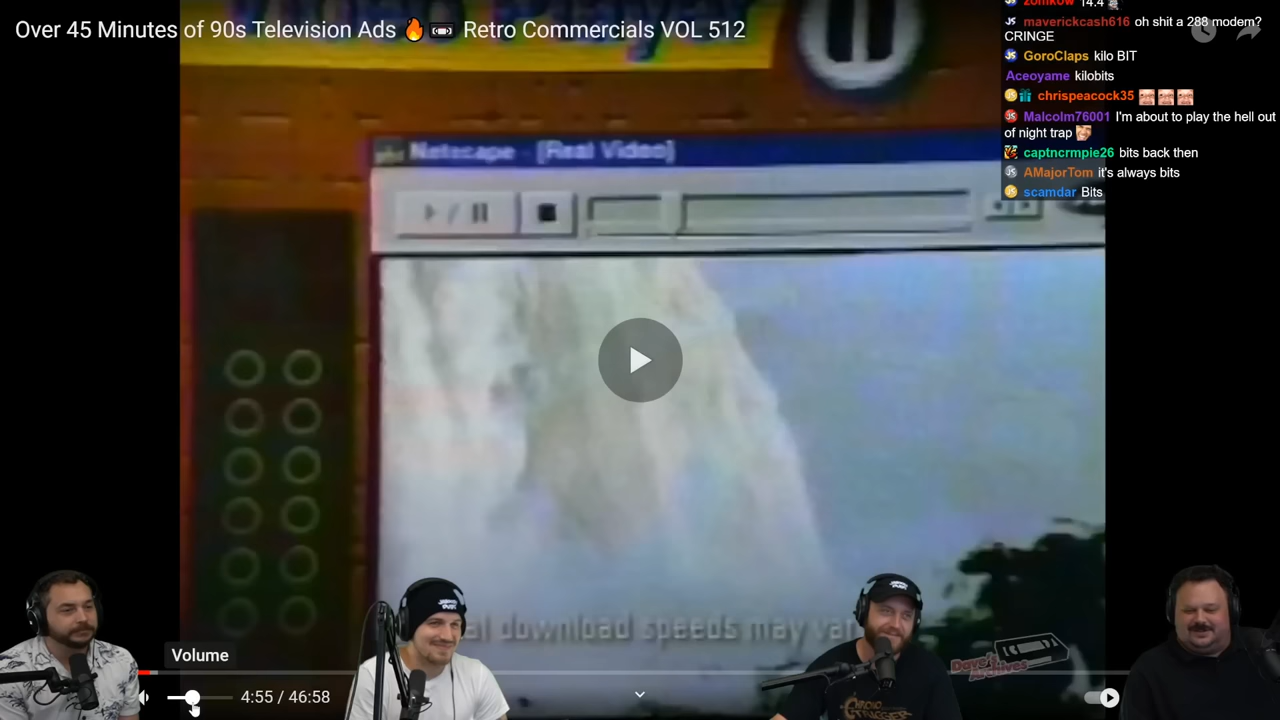 Over 45 Minutes of 90s Television Ads 🔥📼 Retro Commercials VOL 512
zomkow 14.4
maverickcash616 oh shit a 288 modem?
CRINGE
GoroClaps kilo BIT
Aceoyame kilobits
chrispeacock35
Malcolm76001 I'm about to play the hell out
of night trap
captncrmpie26 bits back then
AMajorTom it's always bits
scamdar Bits
Netscape - [Real Video]
download speeds may
Dave's
Archives
CHRONO
TRIGGER
Volume
4:55 / 46:58